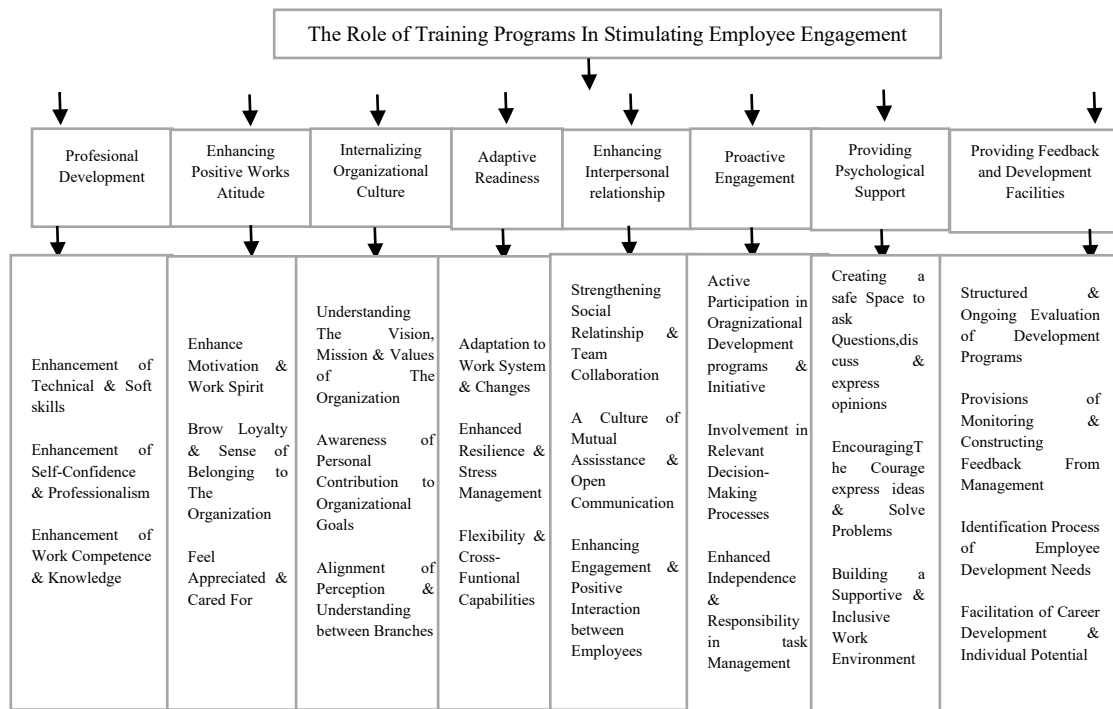 The Role of Training Programs In Stimulating Employee Engagement
Profesional
Development
Enhancing
Positive Works
Atitude
Internalizing
Organizational
Culture
Adaptive
Readiness
Enhancing
Interpersonal
relationship
Proactive
Engagement
Providing
Psychological
Support
Providing Feedback
and Development
Facilities
Enhancement of
Technical & Soft
skills
Enhancement of
Self-Confidence
& Professionalism
Enhancement of
Work Competence
& Knowledge
Enhance
Motivation &
Work Spirit
Brow Loyalty
& Sense of
Belonging to
The
Organization
Feel
Appreciated &
Cared For
Understanding
The Vision,
Mission & Values
of The
Organization
Awareness of
Personal
Contribution to
Organizational
Goals
Alignment of
Perception &
Understanding
between Branches
Adaptation to
Work System
& Changes
Enhanced
Resilience &
Stress
Management
Flexibility &
Cross-
Funtional
Capabilities
Strengthening
Social
Relatinship &
Team
Collaboration
A Culture of
Mutual
Assisstance &
Open
Communication
Enhancing
Engagement &
Positive
Interaction
between
Employees
Active
Participation in
Oragnizational
Development
programs &
Initiative
Involvement in
Relevant
Decision-
Making
Processes
Enhanced
Independence
&
Responsibility
in task
Management
Creating a
safe Space to
ask
Questions,dis
cuss &
express
opinions
EncouragingT
he Courage
express ideas
& Solve
Problems
Building a
Supportive &
Inclusive
Work
Environment
Structured &
Ongoing Evaluation
of Development
Programs
Provisions of
Monitoring &
Constructing
Feedback From
Management
Identification Process
of Employee
Development Needs
Facilitation of Career
Development &
Individual Potential